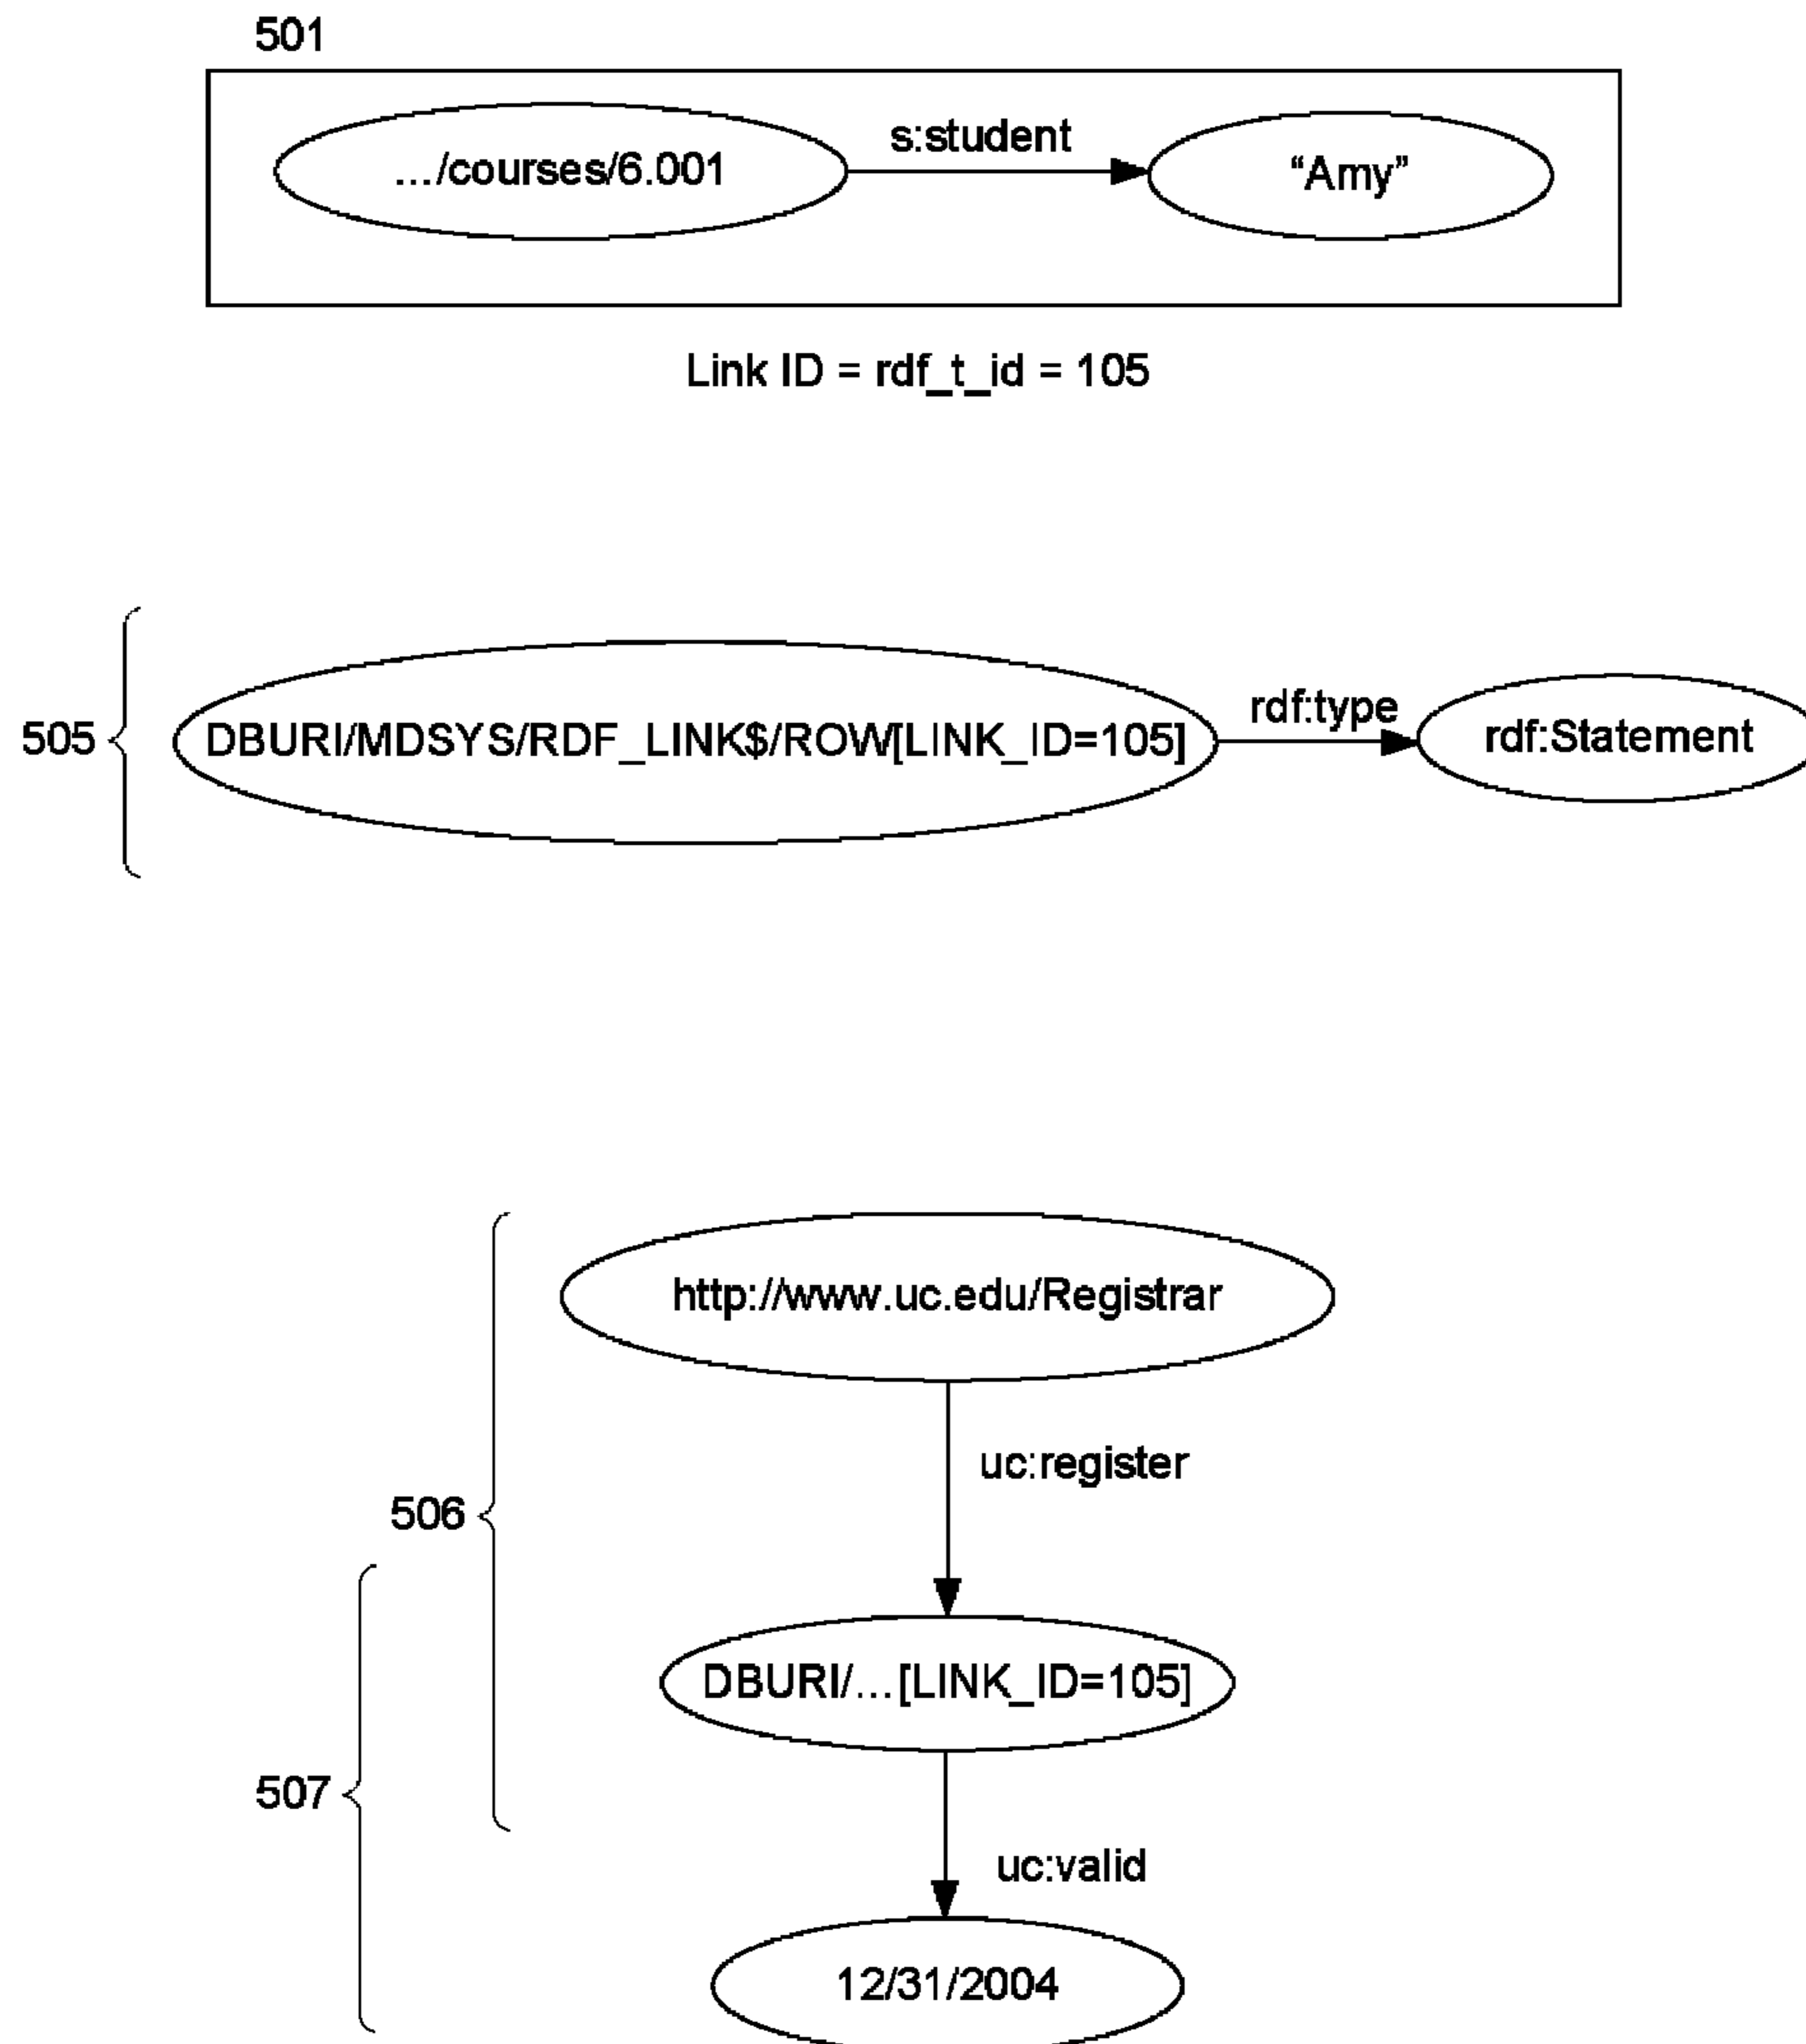 501
.../courses/6.001
s:student
“Amy”
Link ID = rdf_t_id = 105
505
DBURI/MDSYS/RDF_LINK$/ROW[LINK_ID=105]
rdf:type
rdf:Statement
http://www.uc.edu/Registrar
uc:register
506
DBURI/...[LINK_ID=105]
507
uc:valid
12/31/2004